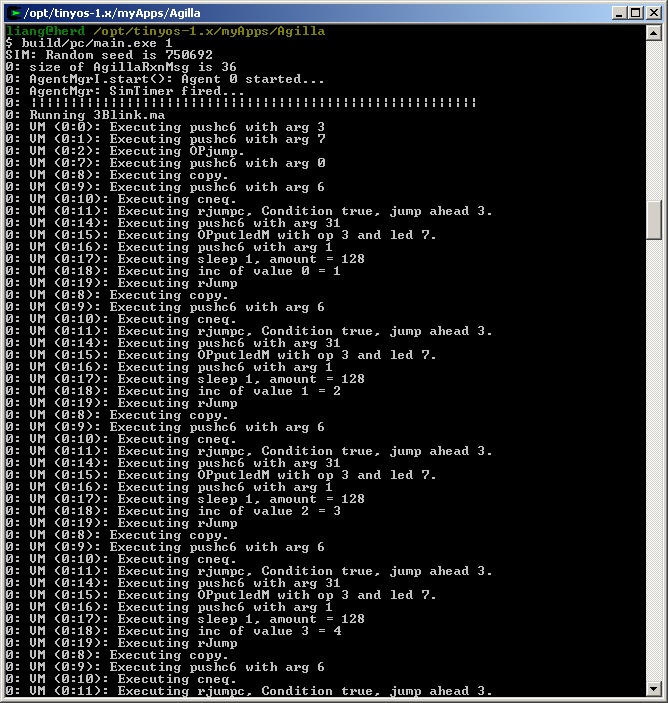 /opt/tinyos-1.x/myApps/Agilla
liang@herd /opt/tinyos-1.x/myApps/Agilla
$ build/pc/main.exe 1
SIM: Random seed is 750692
0: size of AgillaRxnMsg is 36
0: AgentMgrI.start(): Agent 0 started...
0: AgentMgr: SimTimer fired...
0: ||||||||||||||||||||||||||||||||||||||||||||||||||||||||
0: Running 3Blink.ma
0: VM (0:0): Executing pushc6 with arg 3
0: VM (0:1): Executing pushc6 with arg 7
0: VM (0:2): Executing OPjump.
0: VM (0:7): Executing pushc6 with arg 0
0: VM (0:8): Executing copy.
0: VM (0:9): Executing pushc6 with arg 6
0: VM (0:10): Executing cneq.
0: VM (0:11): Executing rjumpc, Condition true, jump ahead 3.
0: VM (0:14): Executing pushc6 with arg 31
0: VM (0:15): Executing OPputledM with op 3 and led 7.
0: VM (0:16): Executing pushc6 with arg 1
0: VM (0:17): Executing sleep 1, amount = 128
0: VM (0:18): Executing inc of value 0 = 1
0: VM (0:19): Executing rJump
0: VM (0:8): Executing copy.
0: VM (0:9): Executing pushc6 with arg 6
0: VM (0:10): Executing cneq.
0: VM (0:11): Executing rjumpc, Condition true, jump ahead 3.
0: VM (0:14): Executing pushc6 with arg 31
0: VM (0:15): Executing OPputledM with op 3 and led 7.
0: VM (0:16): Executing pushc6 with arg 1
0: VM (0:17): Executing sleep 1, amount = 128
0: VM (0:18): Executing inc of value 1 = 2
0: VM (0:19): Executing rJump
0: VM (0:8): Executing copy.
0: VM (0:9): Executing pushc6 with arg 6
0: VM (0:10): Executing cneq.
0: VM (0:11): Executing rjumpc, Condition true, jump ahead 3.
0: VM (0:14): Executing pushc6 with arg 31
0: VM (0:15): Executing OPputledM with op 3 and led 7.
0: VM (0:16): Executing pushc6 with arg 1
0: VM (0:17): Executing sleep 1, amount = 128
0: VM (0:18): Executing inc of value 2 = 3
0: VM (0:19): Executing rJump
0: VM (0:8): Executing copy.
0: VM (0:9): Executing pushc6 with arg 6
0: VM (0:10): Executing cneq.
0: VM (0:11): Executing rjumpc, Condition true, jump ahead 3.
0: VM (0:14): Executing pushc6 with arg 31
0: VM (0:15): Executing OPputledM with op 3 and led 7.
0: VM (0:16): Executing pushc6 with arg 1
0: VM (0:17): Executing sleep 1, amount = 128
0: VM (0:18): Executing inc of value 3 = 4
0: VM (0:19): Executing rJump
0: VM (0:8): Executing copy.
0: VM (0:9): Executing pushc6 with arg 6
0: VM (0:10): Executing cneq.
0: VM (0:11): Executing rjumpc, Condition true, jump ahead 3.